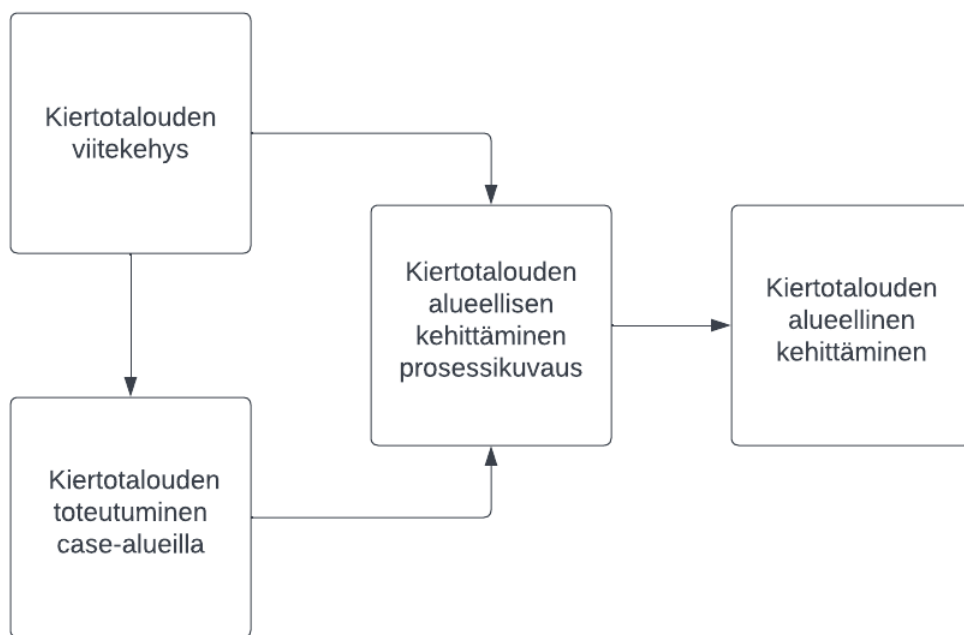 Kiertotalouden
viitekehys
Kiertotalouden
toteutuminen
case-alueilla
Kiertotalouden
alueellisen
kehittäminen
prosessikuvaus
Kiertotalouden
alueellinen
kehittäminen